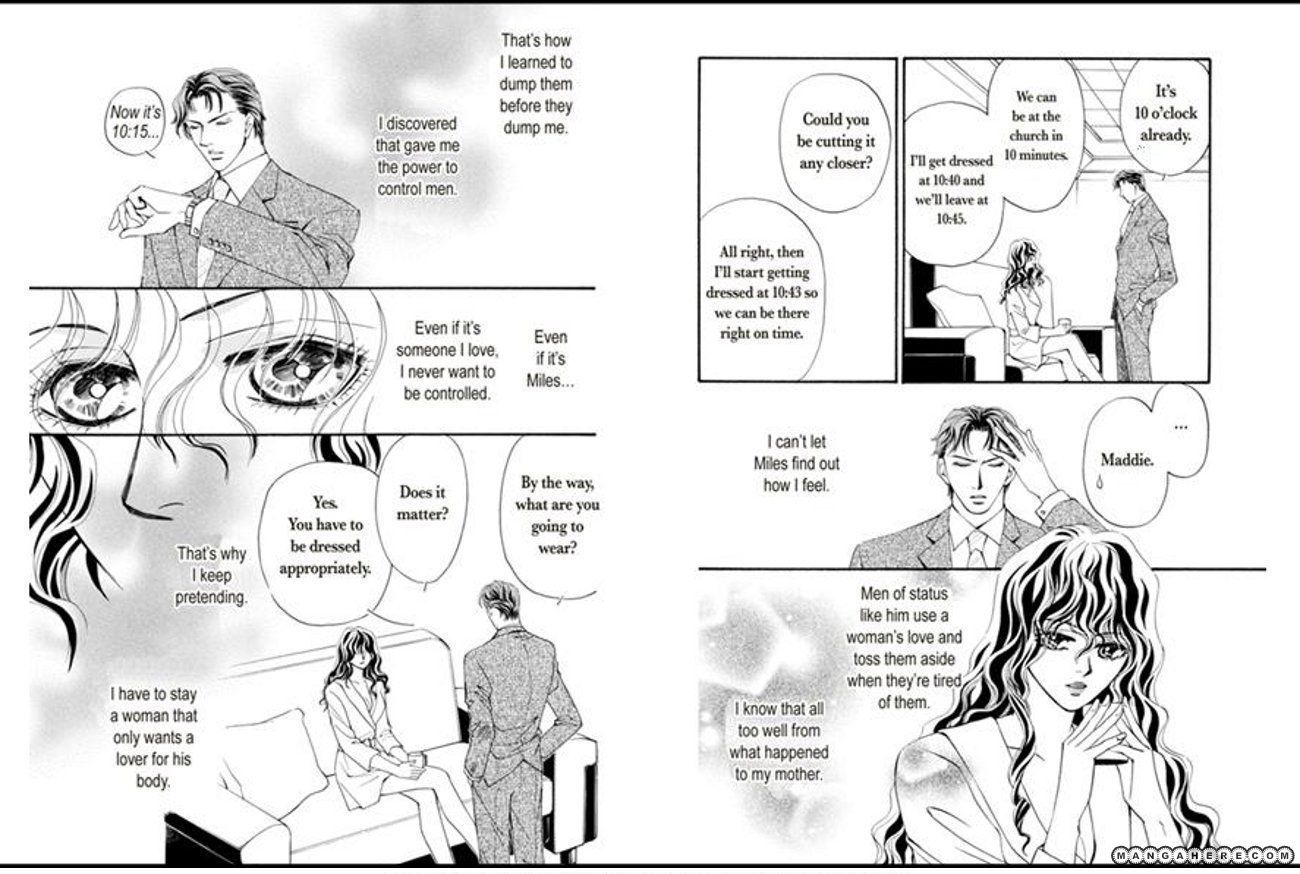 It's
10 o'clock
already.
We can
be at the
church in
10 minutes.
I'll get dressed
at 10:40 and
we'll leave at
10:45.
Could you
be cutting it
any closer?
All right, then
I'll start getting
dressed at 10:43 so
we can be there
right on time.
...
Maddie.
I can't let
Miles find out
how I feel.
Men of status
like him use a
woman's love and
toss them aside
when they're tired
of them.
I know that all
too well from
what happened
to my mother.
That's how
I learned to
dump them
before they
dump me.
I discovered
that gave me
the power to
control men.
Now it's
10:15...
Even
if it's
Miles...
Even if it's
someone I love,
I never want to
be controlled.
By the way,
what are you
going to
wear?
Does it
matter?
Yes.
You have to
be dressed
appropriately.
That's why
I keep
pretending.
I have to stay
a woman that
only wants a
lover for his
body.
MANGAHERE.COM